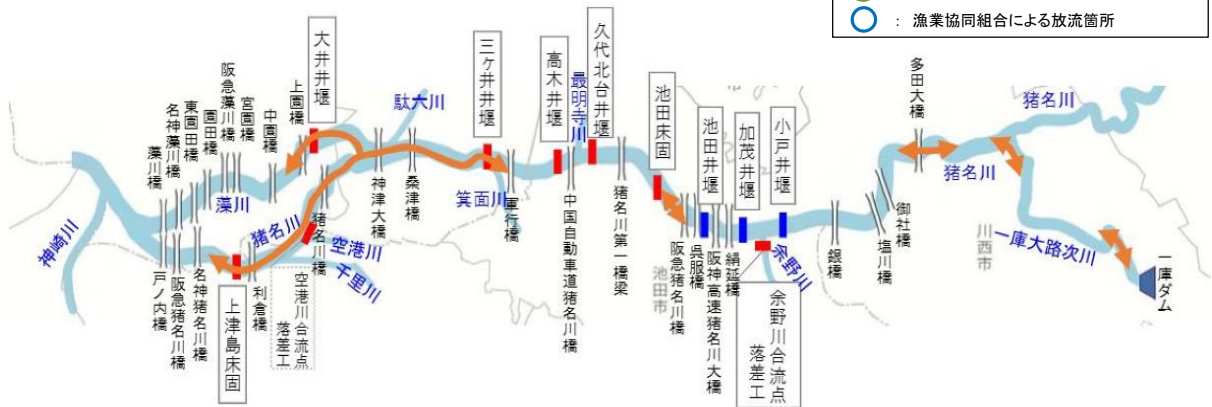 ： 漁業協同組合による放流箇所
大井井堰
三ヶ井井堰
高木井堰
久代北台井堰
池田床固
池田井堰
加茂井堰
小戸井堰
多田大橋
猪名川
上園橋
中園橋
宮園橋
阪急藻川橋
園田橋
東園田橋
名神藻川橋
藻川橋
駄六川
最明寺川
藻川
神崎川
猪名川
猪名川橋
空港川
千里川
神津大橋
桑津橋
箕面川
軍行橋
中国自動車道猪名川橋
猪名川第一橋梁
池田市
阪急猪名川橋
呉服橋
阪神高速猪名川大橋
絹延橋
余野川
銀橋
塩川橋
御社橋
川西市
猪名川
一庫大路次川
一庫ダム
戸ノ内橋
阪急猪名川橋
名神猪名川橋
上津島床固
利倉橋
空港川合流点
落差工
余野川合流点
落差工